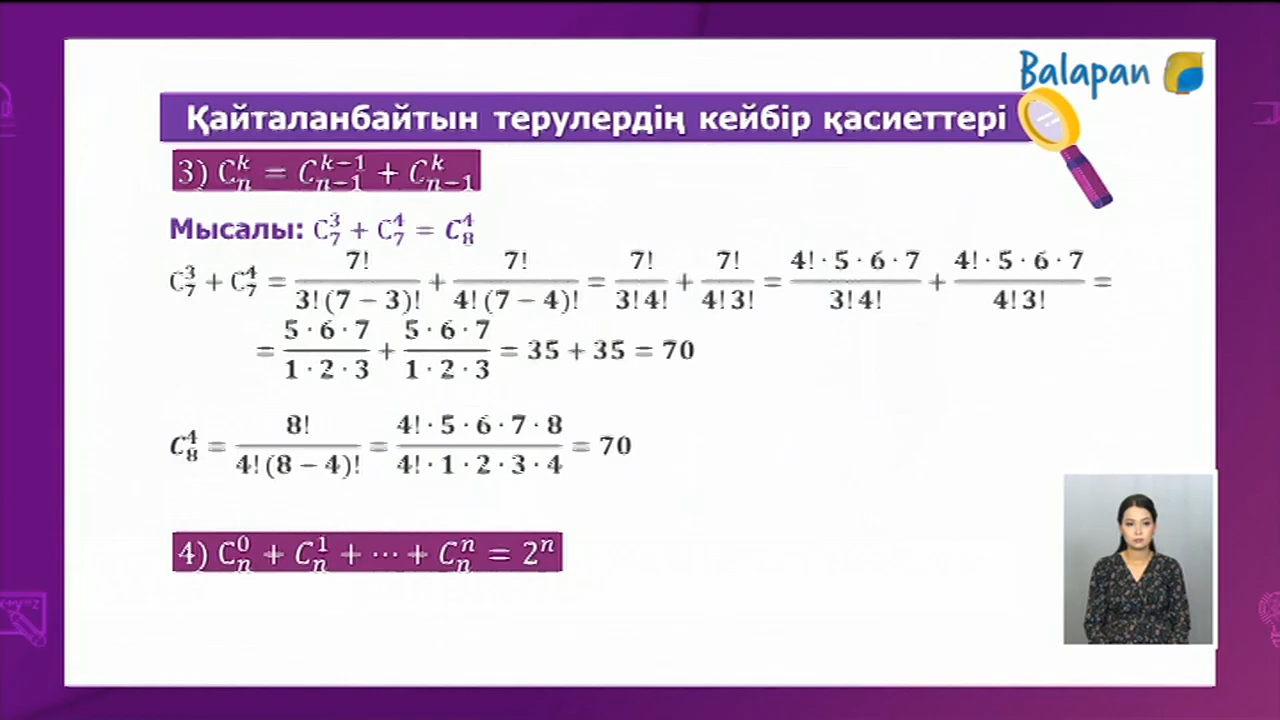 Balapan
Қайталанбайтын терулердің кейбір қасиеттері
3) C_n^k = C_{n-1}^{k-1} + C_{n-1}^k
Мысалы: C_7^3 + C_7^4 = C_8^4
C_7^3 + C_7^4 = 7!/(3!(7 − 3)!) + 7!/(4!(7 − 4)!) = 7!/(3!4!) + 7!/(4!3!) = (4!·5·6·7)/(3!4!) + (4!·5·6·7)/(4!3!) =
= (5·6·7)/(1·2·3) + (5·6·7)/(1·2·3) = 35 + 35 = 70
C_8^4 = 8!/(4!(8 − 4)!) = (4!·5·6·7·8)/(4!·1·2·3·4) = 70
4) C_n^0 + C_n^1 + ⋯ + C_n^n = 2^n